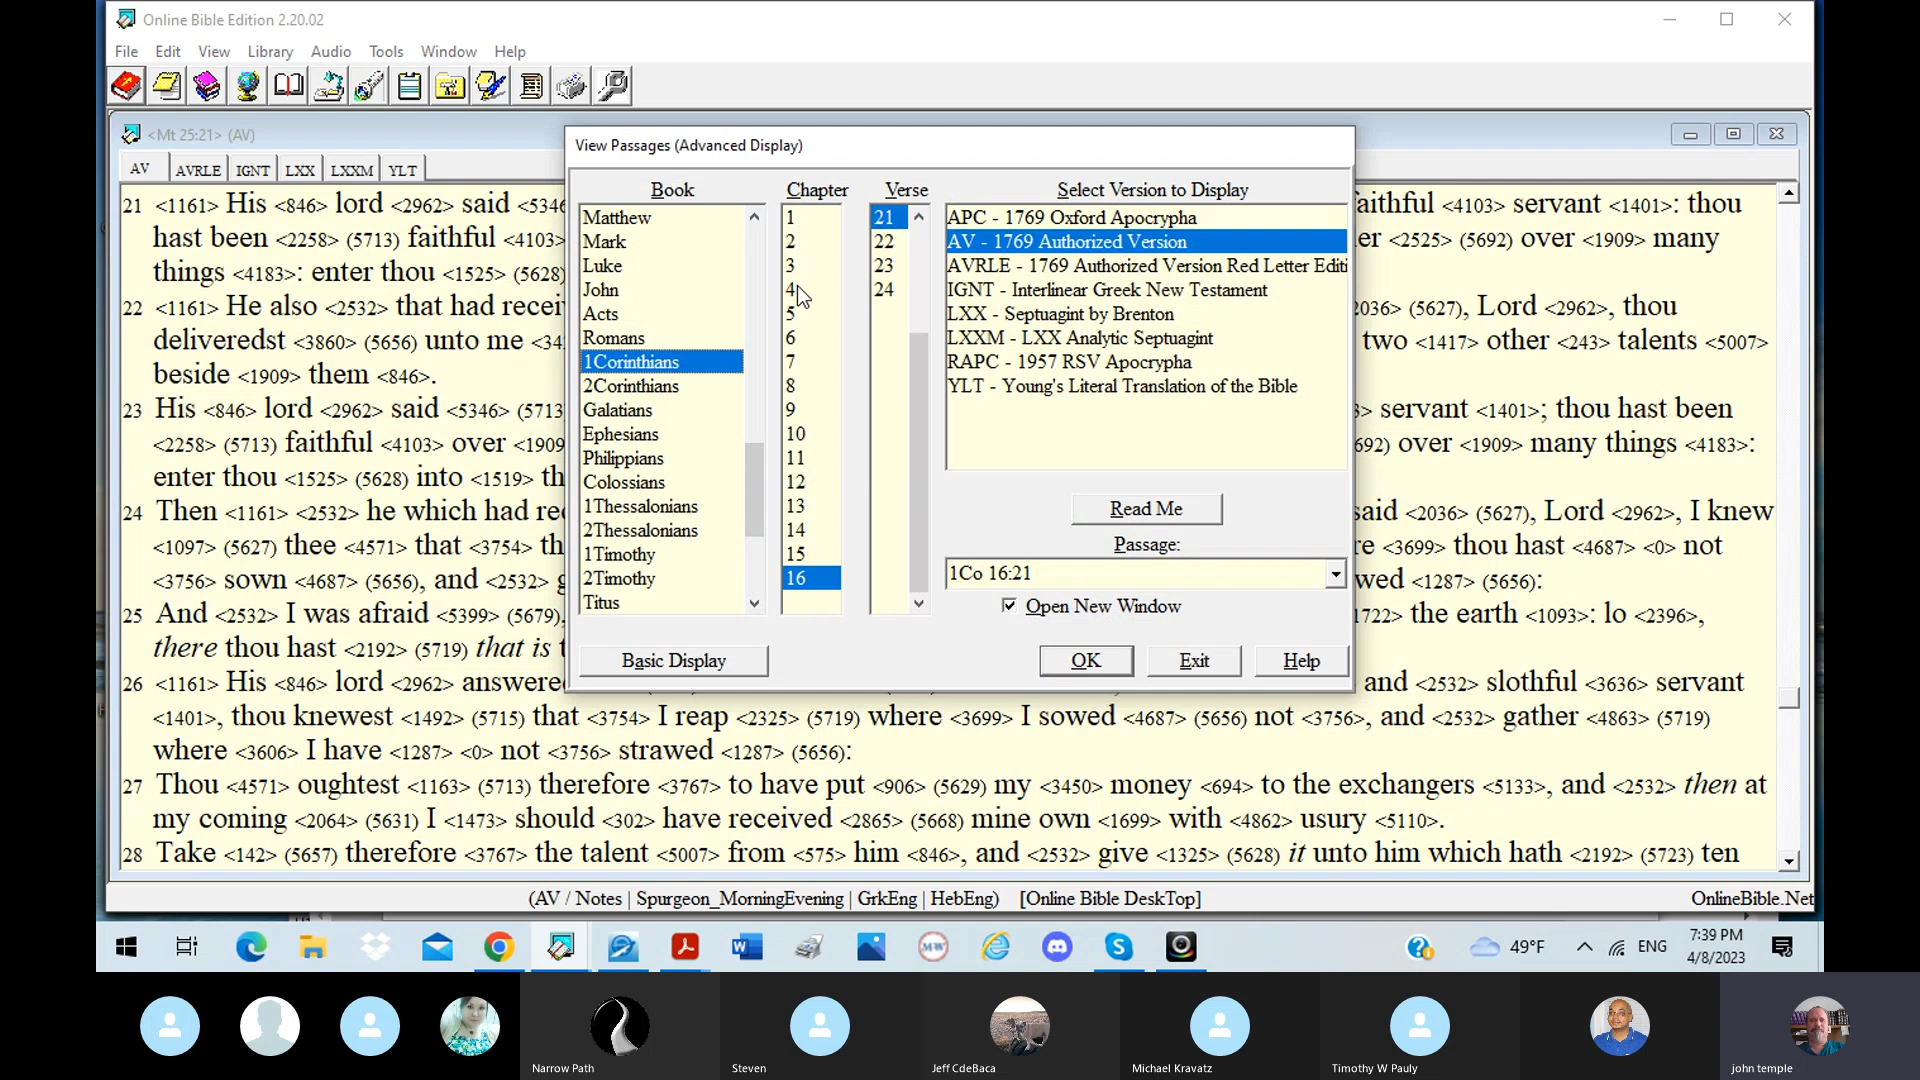 Online Bible Edition 2.20.02
File Edit View Library Audio Tools Window Help
<Mt 25:21> (AV)
AV AVRLE IGNT LXX LXXM YLT
View Passages (Advanced Display)
Book Chapter Verse Select Version to Display
Matthew 1 21 APC - 1769 Oxford Apocrypha
Mark 2 22 AV - 1769 Authorized Version
Luke 3 23 AVRLE - 1769 Authorized Version Red Letter Editi
John 4 24 IGNT - Interlinear Greek New Testament
Acts 5 LXX - Septuagint by Brenton
Romans 6 LXXM - LXX Analytic Septuagint
1Corinthians 7 RAPC - 1957 RSV Apocrypha
2Corinthians 8 YLT - Young's Literal Translation of the Bible
Galatians 9
Ephesians 10
Philippians 11
Colossians 12
1Thessalonians 13
2Thessalonians 14
1Timothy 15
2Timothy 16
Titus
Read Me
Passage:
1Co 16:21
Open New Window
Basic Display OK Exit Help
21 <1161> His <846> lord <2962> said <5346 faithful <4103> servant <1401>: thou
hast been <2258> (5713) faithful <4103> er <2525> (5692) over <1909> many
things <4183>: enter thou <1525> (5628)
22 <1161> He also <2532> that had recei 2036> (5627), Lord <2962>, thou
deliveredst <3860> (5656) unto me <34 two <1417> other <243> talents <5007>
beside <1909> them <846>.
23 His <846> lord <2962> said <5346> (5713 > servant <1401>; thou hast been
<2258> (5713) faithful <4103> over <1909 692) over <1909> many things <4183>:
enter thou <1525> (5628) into <1519> th
24 Then <1161> <2532> he which had rec said <2036> (5627), Lord <2962>, I knew
<1097> (5627) thee <4571> that <3754> th re <3699> thou hast <4687> <0> not
<3756> sown <4687> (5656), and <2532> g wed <1287> (5656):
25 And <2532> I was afraid <5399> (5679), 1722> the earth <1093>: lo <2396>,
there thou hast <2192> (5719) that is t
26 <1161> His <846> lord <2962> answere and <2532> slothful <3636> servant
<1401>, thou knewest <1492> (5715) that <3754> I reap <2325> (5719) where <3699> I sowed <4687> (5656) not <3756>, and <2532> gather <4863> (5719)
where <3606> I have <1287> <0> not <3756> strawed <1287> (5656):
27 Thou <4571> oughtest <1163> (5713) therefore <3767> to have put <906> (5629) my <3450> money <694> to the exchangers <5133>, and <2532> then at
my coming <2064> (5631) I <1473> should <302> have received <2865> (5668) mine own <1699> with <4862> usury <5110>.
28 Take <142> (5657) therefore <3767> the talent <5007> from <575> him <846>, and <2532> give <1325> (5628) it unto him which hath <2192> (5723) ten
(AV / Notes | Spurgeon_MorningEvening | GrkEng | HebEng) [Online Bible DeskTop] OnlineBible.Net
49°F ENG 7:39 PM
4/8/2023
Narrow Path Steven Jeff CdeBaca Michael Kravatz Timothy W Pauly john temple